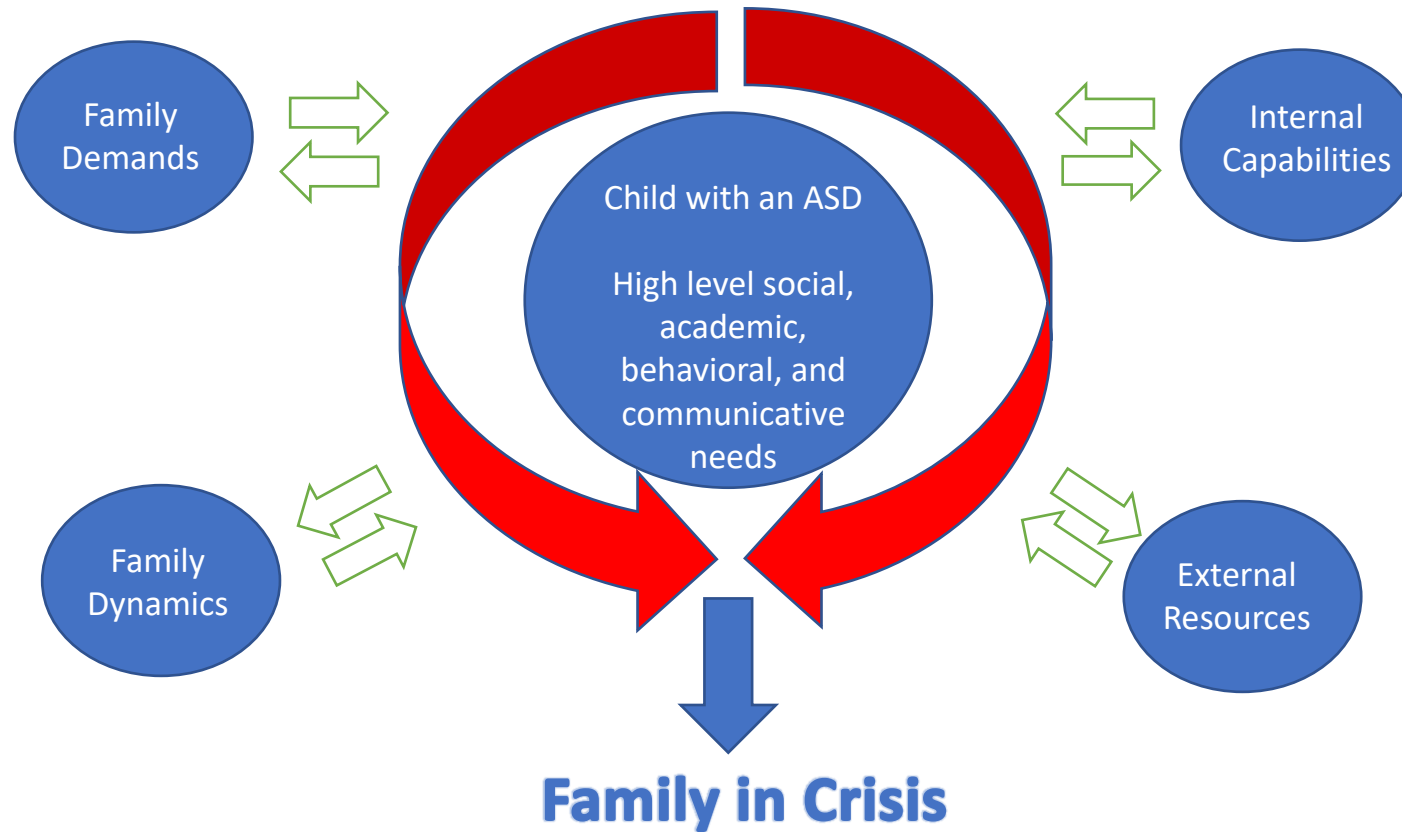 Family
Demands
Internal
Capabilities
Child with an ASD
High level social,
academic,
behavioral, and
communicative
needs
Family
Dynamics
External
Resources
Family in Crisis